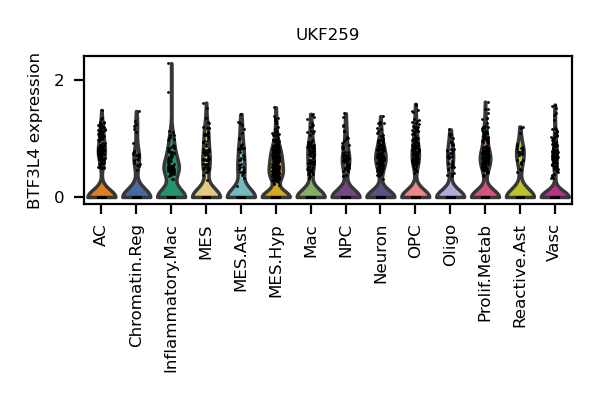 UKF259
BTF3L4 expression
2
0
AC
Chromatin.Reg
Inflammatory.Mac
MES
MES.Ast
MES.Hyp
Mac
NPC
Neuron
OPC
Oligo
Prolif.Metab
Reactive.Ast
Vasc